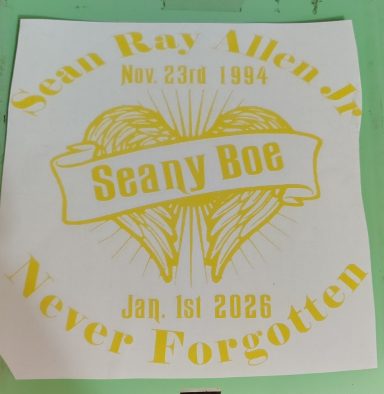 Sean Ray Allen Jr
Nov. 23rd 1994
Seany Boe
Jan. 1st 2026
Never Forgotten